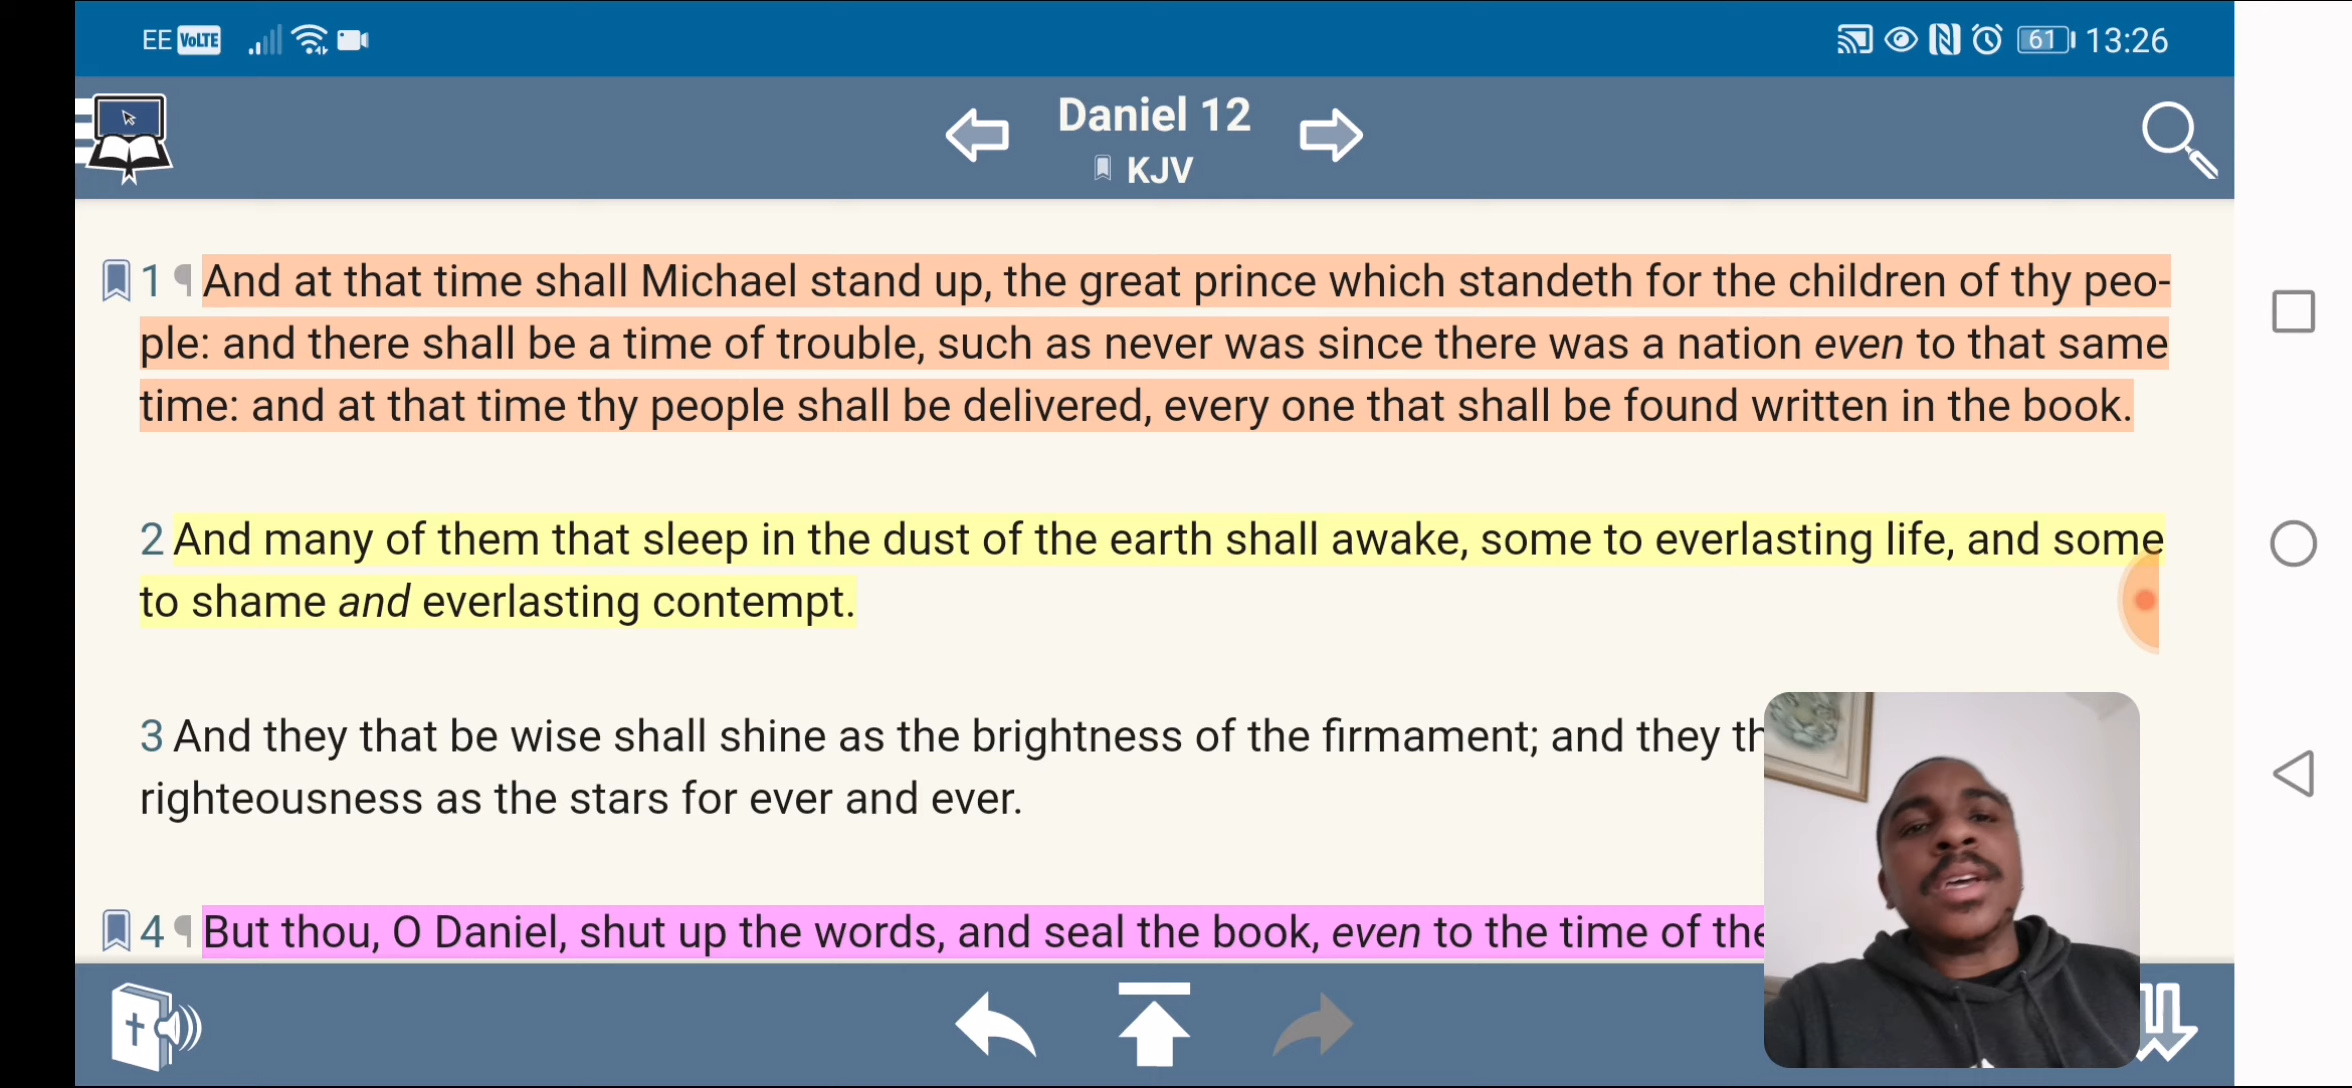 EE VoLTE 61 13:26
Daniel 12
KJV
1 ¶ And at that time shall Michael stand up, the great prince which standeth for the children of thy peo-
ple: and there shall be a time of trouble, such as never was since there was a nation even to that same
time: and at that time thy people shall be delivered, every one that shall be found written in the book.
2 And many of them that sleep in the dust of the earth shall awake, some to everlasting life, and some
to shame and everlasting contempt.
3 And they that be wise shall shine as the brightness of the firmament; and they
righteousness as the stars for ever and ever.
4 ¶ But thou, O Daniel, shut up the words, and seal the book, even to the time of the